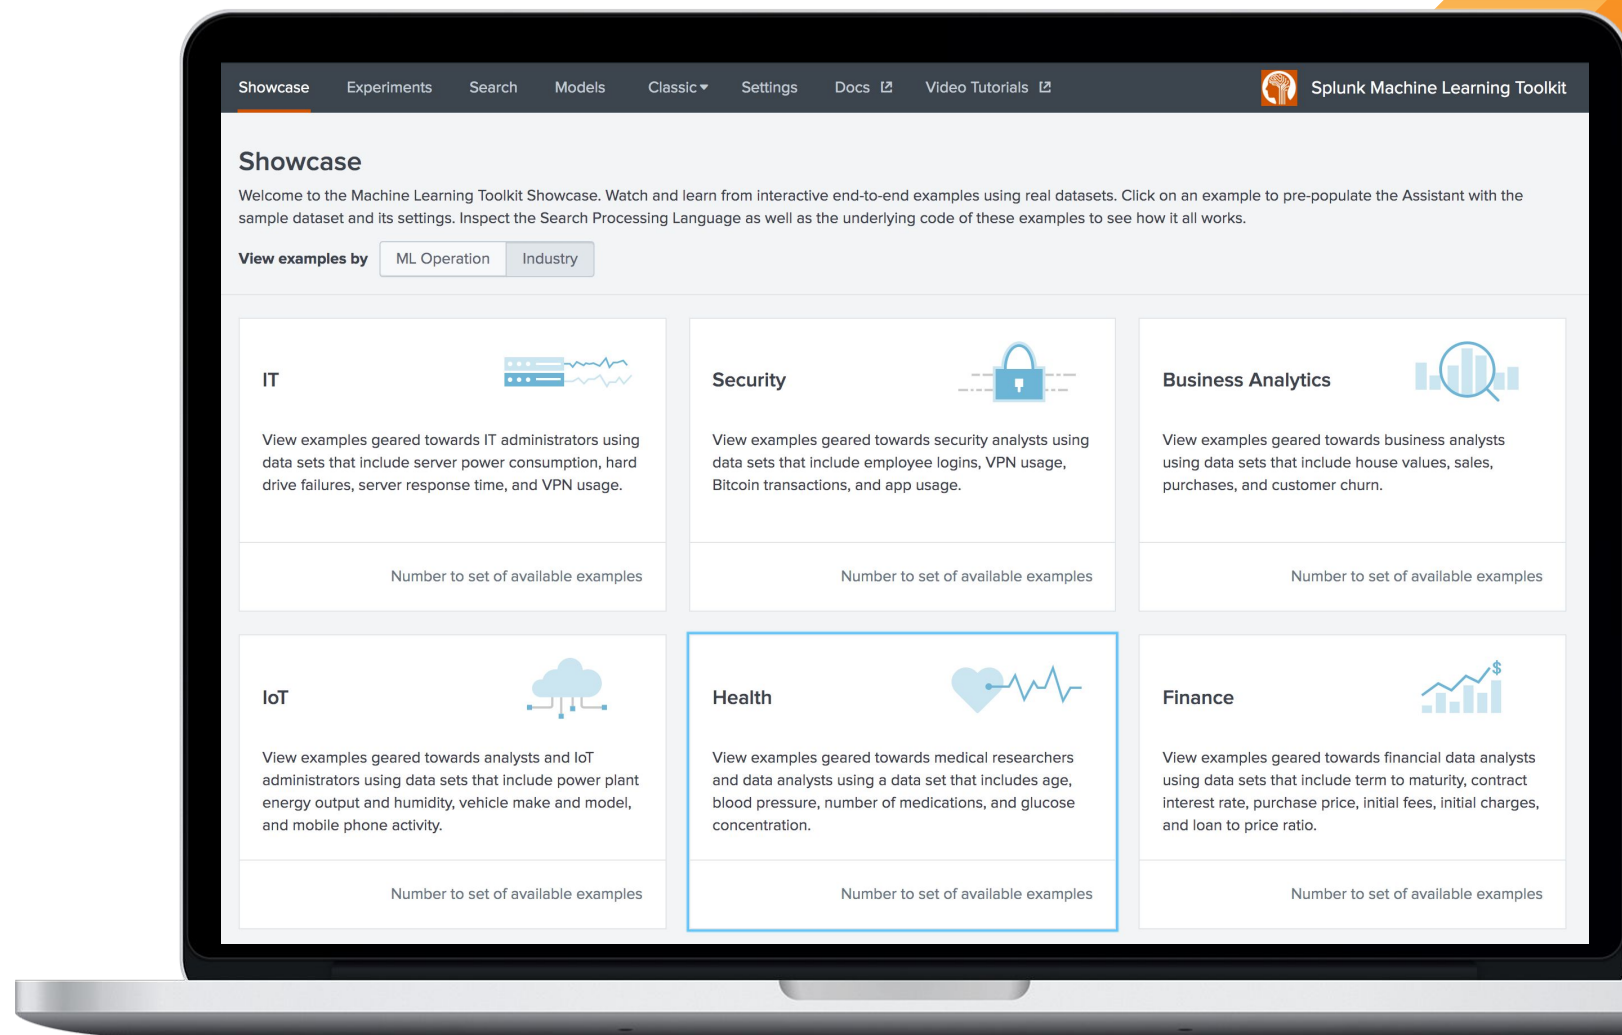 Showcase
Experiments
Search
Models
Classic
Settings
Docs
Video Tutorials
Splunk Machine Learning Toolkit
Showcase
Welcome to the Machine Learning Toolkit Showcase. Watch and learn from interactive end-to-end examples using real datasets. Click on an example to pre-populate the Assistant with the
sample dataset and its settings. Inspect the Search Processing Language as well as the underlying code of these examples to see how it all works.
View examples by
ML Operation
Industry
IT
View examples geared towards IT administrators using
data sets that include server power consumption, hard
drive failures, server response time, and VPN usage.
Number to set of available examples
Security
View examples geared towards security analysts using
data sets that include employee logins, VPN usage,
Bitcoin transactions, and app usage.
Number to set of available examples
Business Analytics
View examples geared towards business analysts
using data sets that include house values, sales,
purchases, and customer churn.
Number to set of available examples
IoT
View examples geared towards analysts and IoT
administrators using data sets that include power plant
energy output and humidity, vehicle make and model,
and mobile phone activity.
Number to set of available examples
Health
View examples geared towards medical researchers
and data analysts using a data set that includes age,
blood pressure, number of medications, and glucose
concentration.
Number to set of available examples
Finance
$
View examples geared towards financial data analysts
using data sets that include term to maturity, contract
interest rate, purchase price, initial fees, initial charges,
and loan to price ratio.
Number to set of available examples